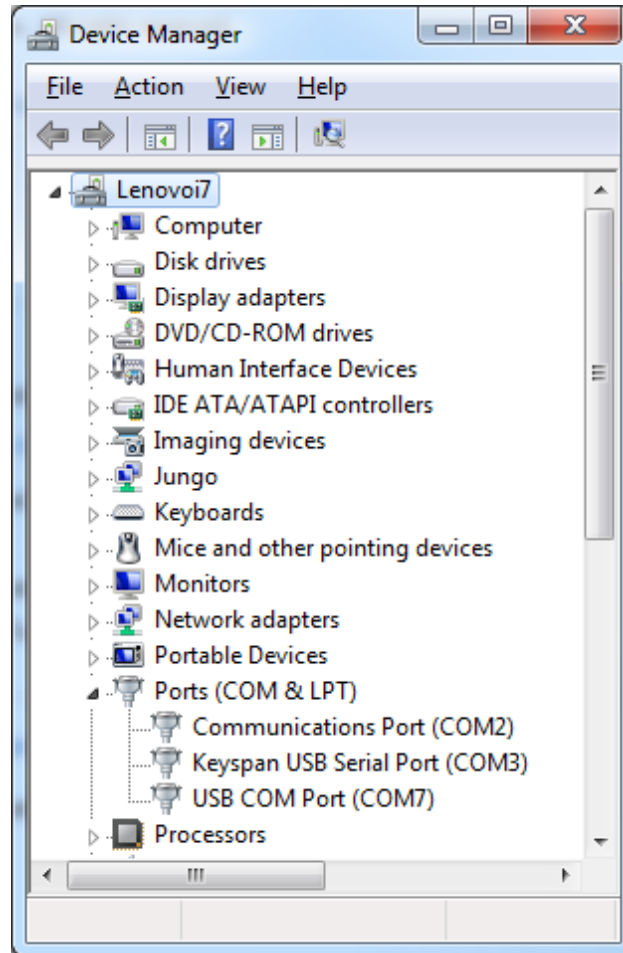 Device Manager
File Action View Help
Lenovoi7
Computer
Disk drives
Display adapters
DVD/CD-ROM drives
Human Interface Devices
IDE ATA/ATAPI controllers
Imaging devices
Jungo
Keyboards
Mice and other pointing devices
Monitors
Network adapters
Portable Devices
Ports (COM & LPT)
Communications Port (COM2)
Keyspan USB Serial Port (COM3)
USB COM Port (COM7)
Processors